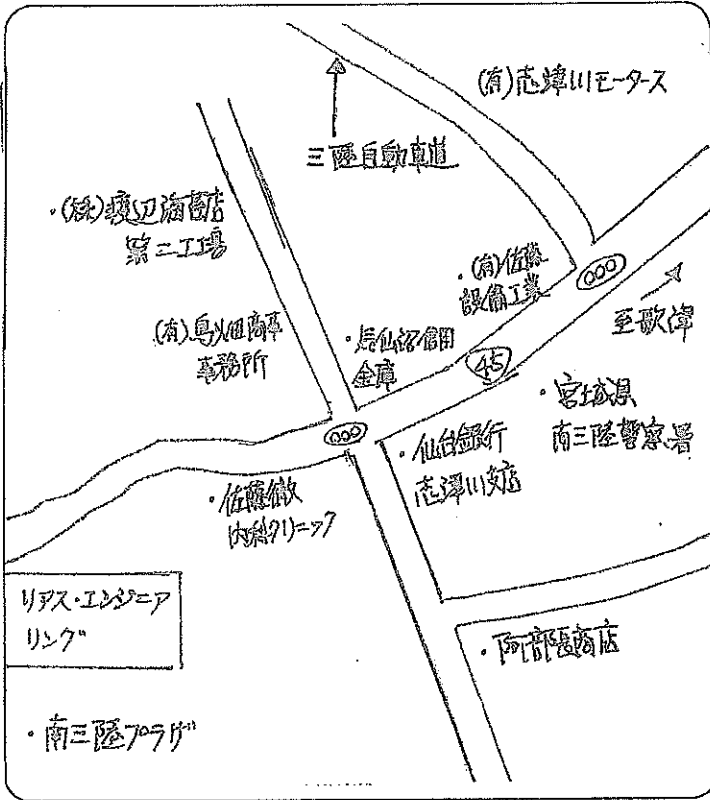 (有)志津川モータース
三陸自動車道
・(株)渡辺商店
第二工場
・(有)佐藤
設備工業
至歌津
(有)鳥畑商事
事務所
・気仙沼信用
金庫
45
・宮城県
南三陸警察署
・仙台銀行
志津川支店
・佐藤徹
内科クリニック
リアス・エンジニア
リング
・阿部長商店
・南三陸プラザ